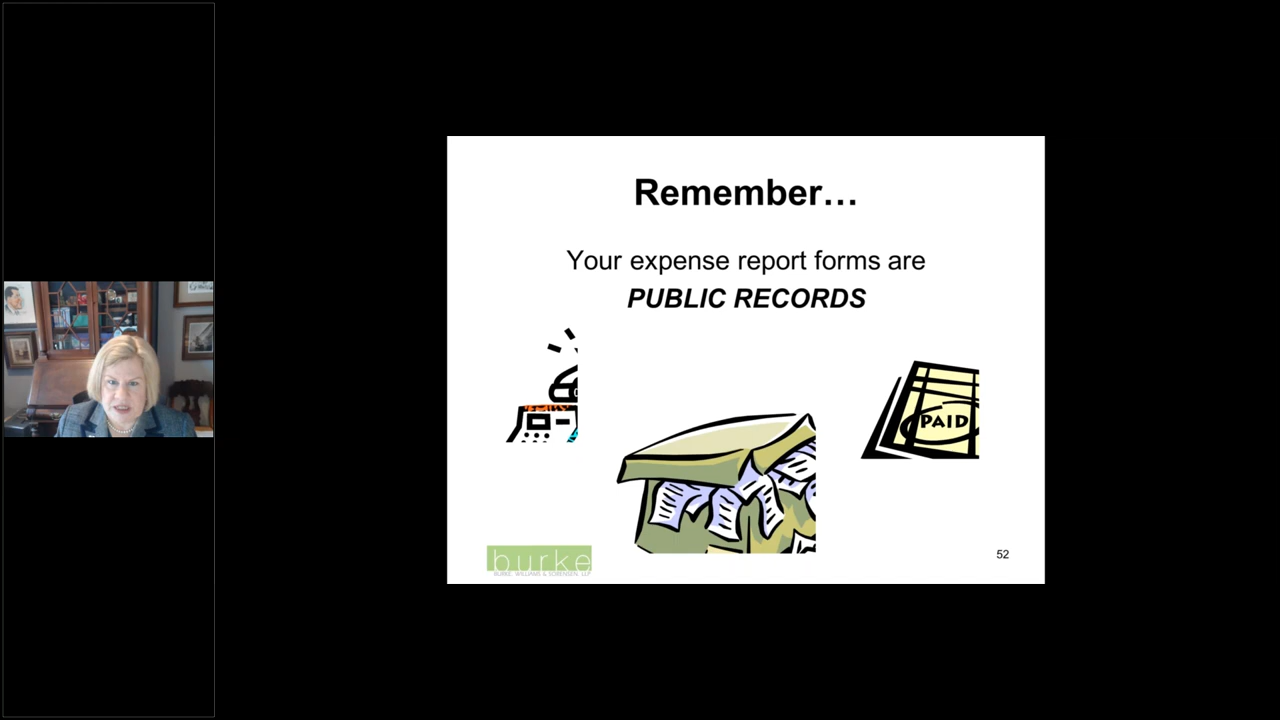 Remember…
Your expense report forms are
PUBLIC RECORDS
PAID
burke
BURKE, WILLIAMS & SORENSEN, LLP
52